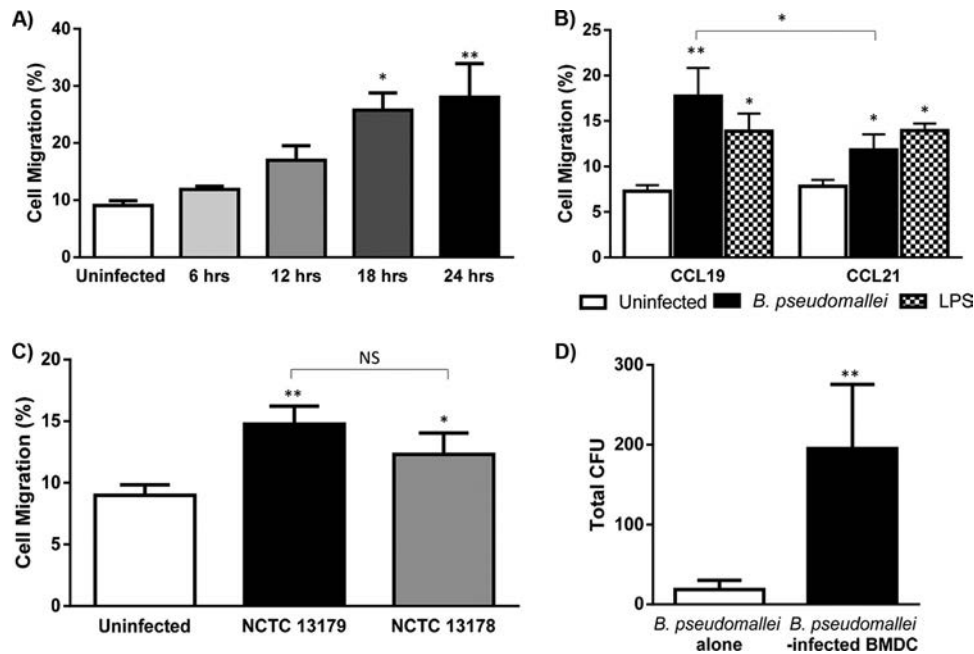 A)
Cell Migration (%)
40
30
20
10
0
*
**
Uninfected 6 hrs 12 hrs 18 hrs 24 hrs
B)
Cell Migration (%)
25
20
15
10
5
0
*
**
*
*
*
CCL19 CCL21
Uninfected B. pseudomallei LPS
C)
Cell Migration (%)
20
15
10
5
0
NS
**
*
Uninfected NCTC 13179 NCTC 13178
D)
Total CFU
300
200
100
0
**
B. pseudomallei B. pseudomallei
alone -infected BMDC